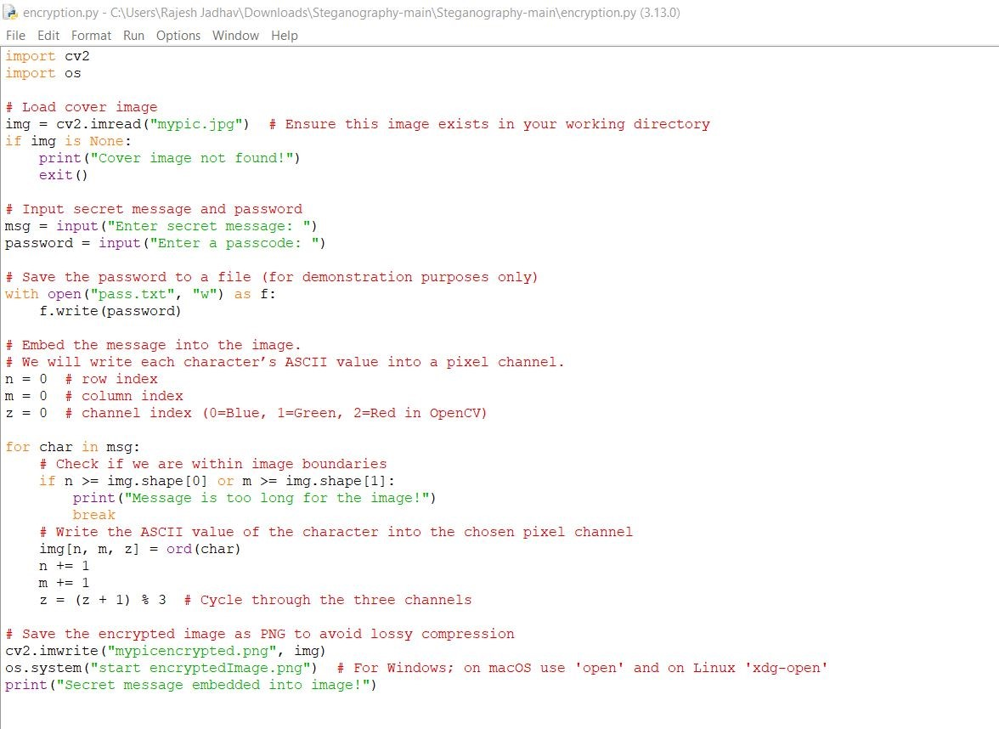 encryption.py - C:\Users\Rajesh Jadhav\Downloads\Steganography-main\Steganography-main\encryption.py (3.13.0)
File Edit Format Run Options Window Help
import cv2
import os

# Load cover image
img = cv2.imread("mypic.jpg")  # Ensure this image exists in your working directory
if img is None:
    print("Cover image not found!")
    exit()

# Input secret message and password
msg = input("Enter secret message: ")
password = input("Enter a passcode: ")

# Save the password to a file (for demonstration purposes only)
with open("pass.txt", "w") as f:
    f.write(password)

# Embed the message into the image.
# We will write each character’s ASCII value into a pixel channel.
n = 0  # row index
m = 0  # column index
z = 0  # channel index (0=Blue, 1=Green, 2=Red in OpenCV)

for char in msg:
    # Check if we are within image boundaries
    if n >= img.shape[0] or m >= img.shape[1]:
        print("Message is too long for the image!")
        break
    # Write the ASCII value of the character into the chosen pixel channel
    img[n, m, z] = ord(char)
    n += 1
    m += 1
    z = (z + 1) % 3  # Cycle through the three channels

# Save the encrypted image as PNG to avoid lossy compression
cv2.imwrite("mypicencrypted.png", img)
os.system("start encryptedImage.png")  # For Windows; on macOS use 'open' and on Linux 'xdg-open'
print("Secret message embedded into image!")